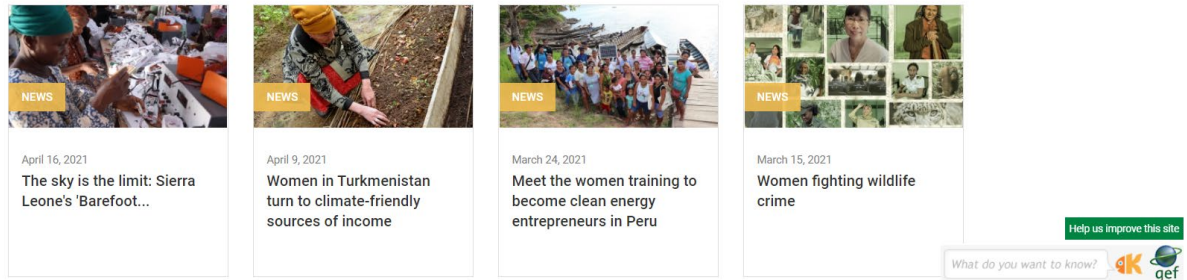 NEWS
April 16, 2021
The sky is the limit: Sierra
Leone's 'Barefoot...
NEWS
April 9, 2021
Women in Turkmenistan
turn to climate-friendly
sources of income
NEWS
March 24, 2021
Meet the women training to
become clean energy
entrepreneurs in Peru
NEWS
March 15, 2021
Women fighting wildlife
crime
Help us improve this site
What do you want to know?
K
gef